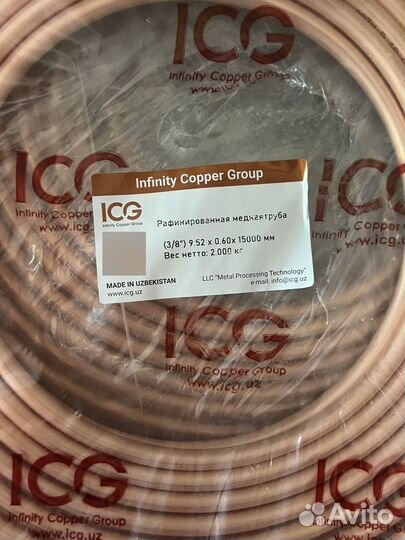 ICG
Infinity Copper Group
www.icg.uz
ICG
Infinity Copper Group
www.icg.uz
ICG
Infinity Copper
www.icg
Infinity Copper Group
ICG
Infinity Copper Group
Рафинированная меднаятруба
(3/8") 9.52 x 0.60x 15000 мм
Вес нетто: 2.000 кг
MADE IN UZBEKISTAN
www.icg.uz
LLC "Metal Processing Technology"
e-mail: info@icg.uz
ICG
Infinity Copper Group
www.icg.uz
ICG
Infinity Copper Group
www.icg.uz
ICG
Infinity Copper
Avito